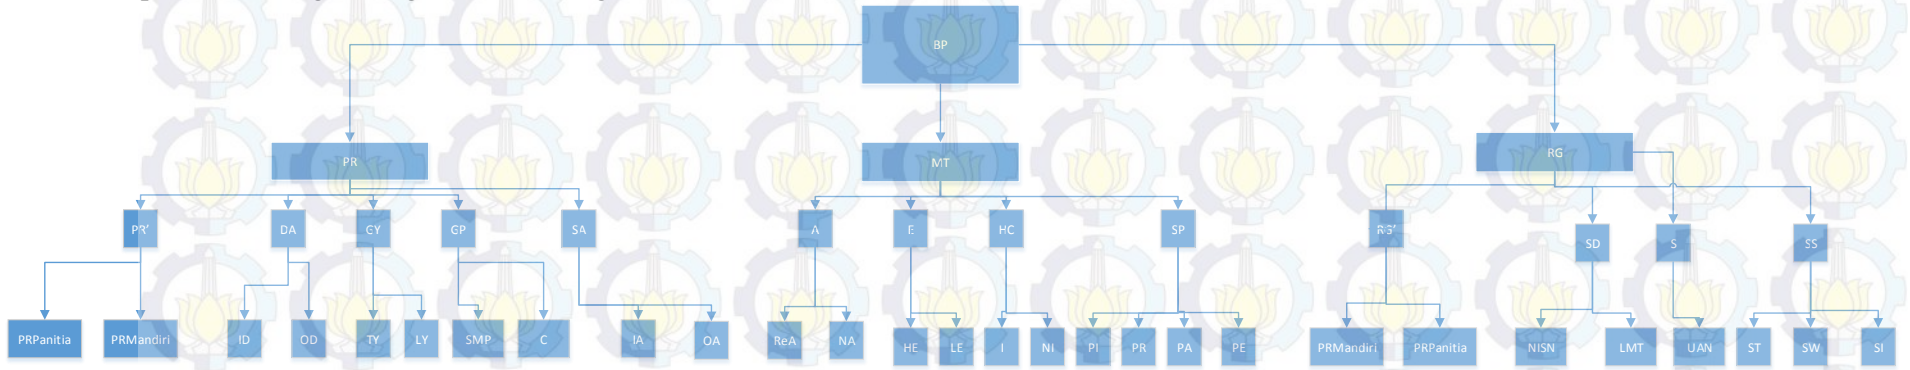 BP
PR
MT
RG
PR'
DA
GP
SA
A
E
HC
SP
RG'
SD
S
SS
PRPanitia
PRMandiri
ID
OD
TY
LY
SMP
C
IA
OA
ReA
NA
HE
LE
I
NI
PI
PR
PA
PE
PRMandiri
PRPanitia
NISN
LMT
UAN
ST
SW
SI